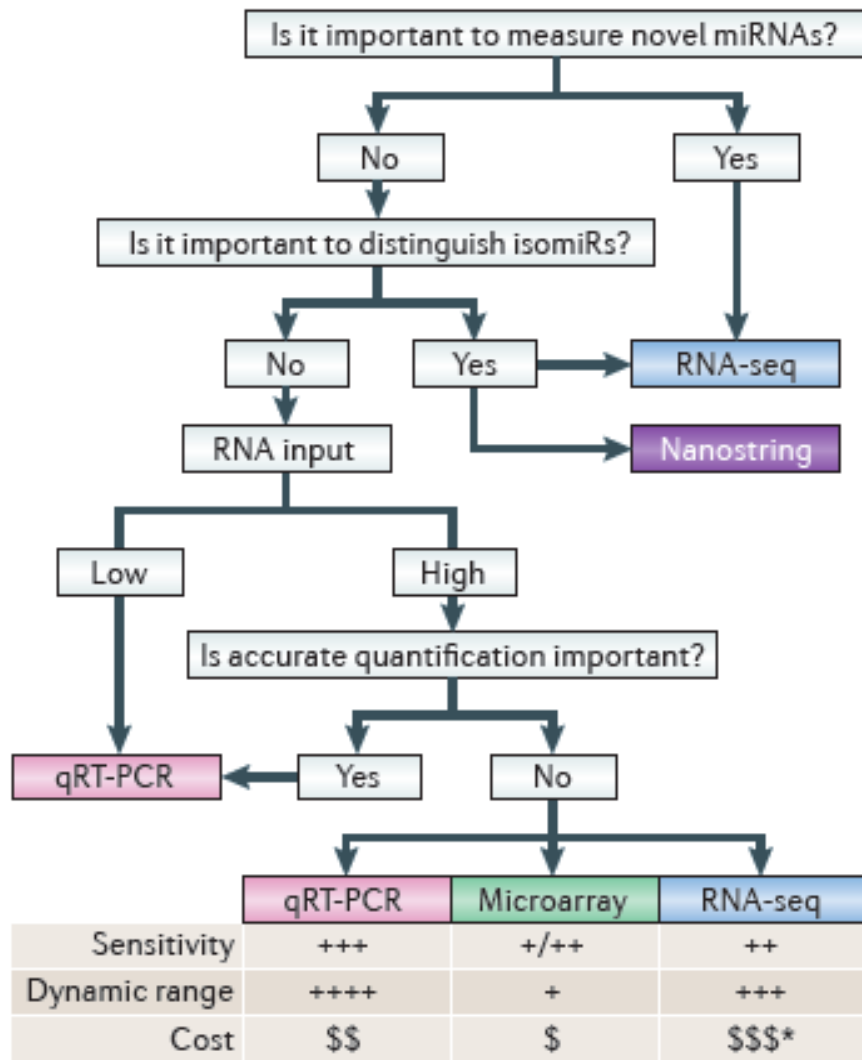 Is it important to measure novel miRNAs?
No
Yes
Is it important to distinguish isomiRs?
No
Yes
RNA-seq
RNA input
Nanostring
Low
High
Is accurate quantification important?
qRT-PCR
Yes
No
qRT-PCR Microarray RNA-seq
Sensitivity +++ +/++ ++
Dynamic range ++++ + +++
Cost $$ $ $$$*